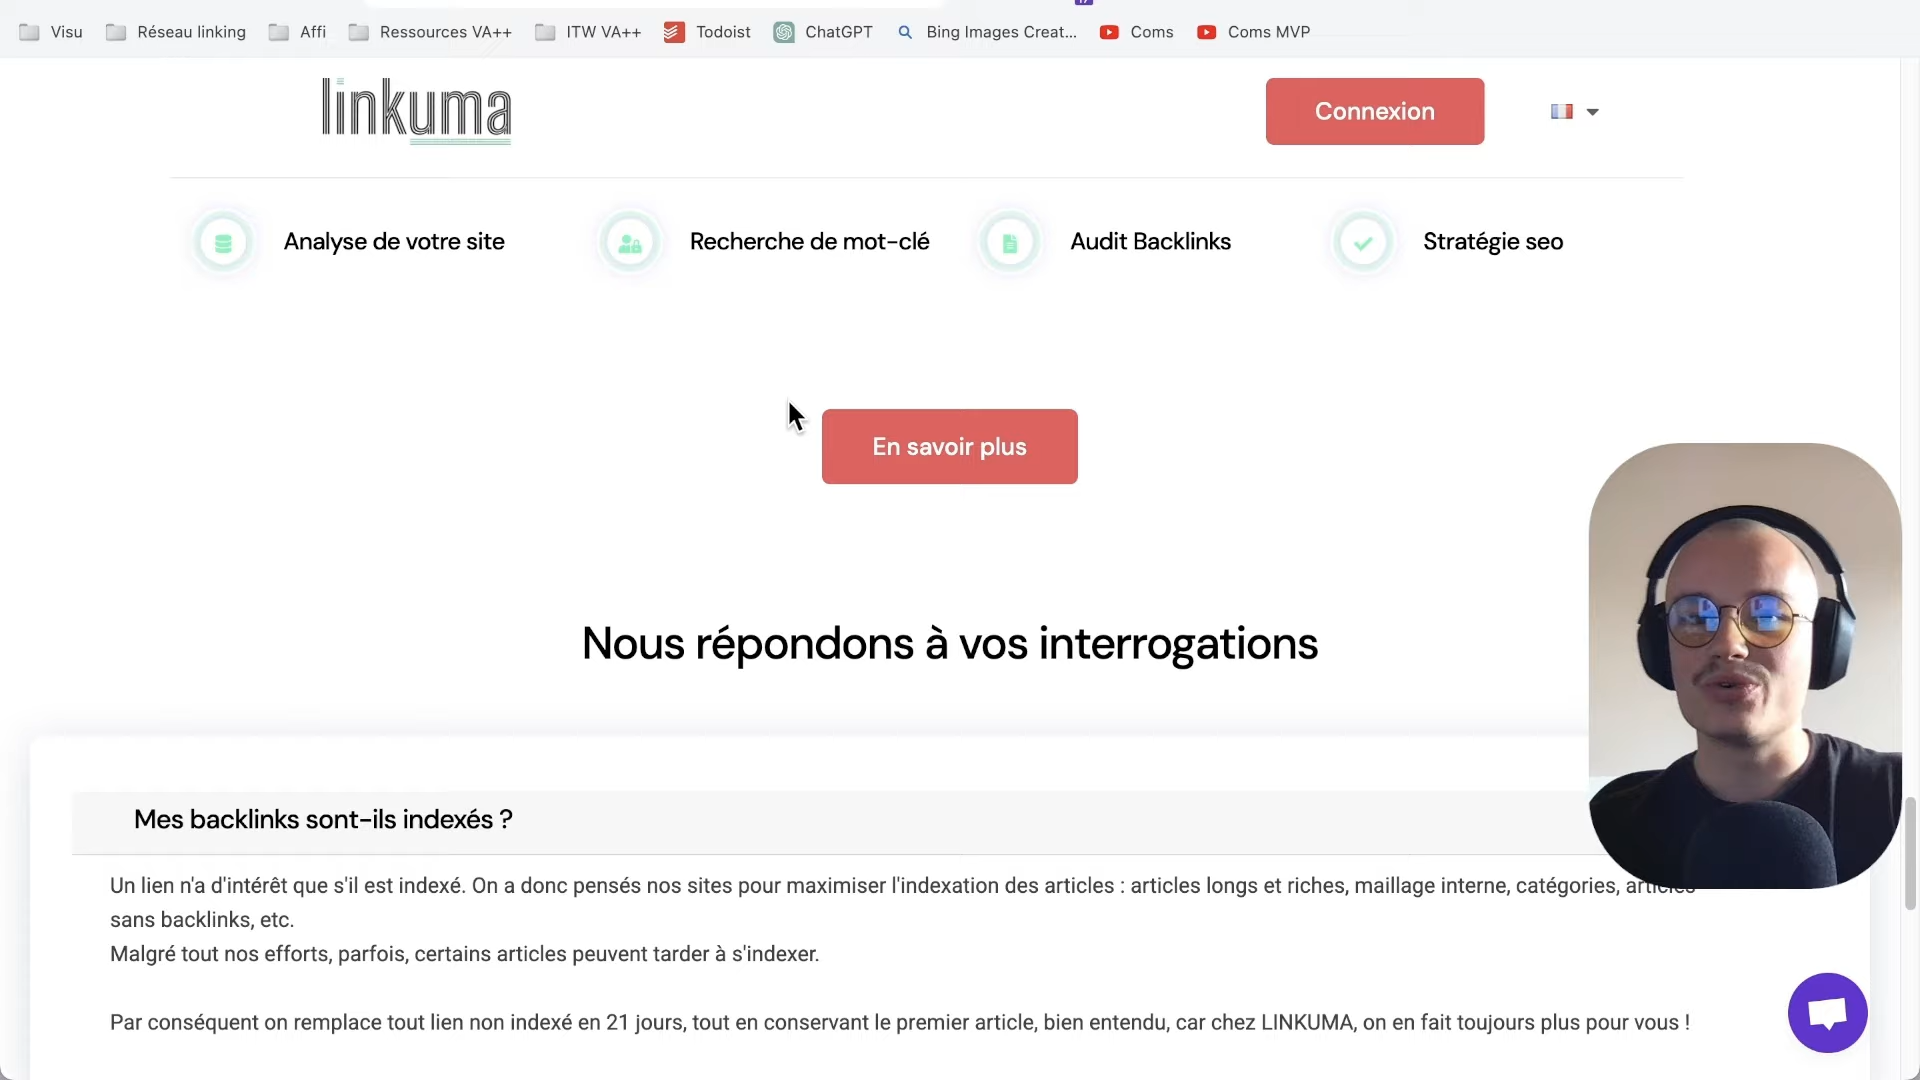 Visu
Réseau linking
Affi
Ressources VA++
ITW VA++
Todoist
ChatGPT
Bing Images Creat...
Coms
Coms MVP
linkuma
Connexion
Analyse de votre site
Recherche de mot-clé
Audit Backlinks
Stratégie seo
En savoir plus
Nous répondons à vos interrogations
Mes backlinks sont-ils indexés ?
Un lien n'a d'intérêt que s'il est indexé. On a donc pensés nos sites pour maximiser l'indexation des articles : articles longs et riches, maillage interne, catégories, articles
sans backlinks, etc.
Malgré tout nos efforts, parfois, certains articles peuvent tarder à s'indexer.
Par conséquent on remplace tout lien non indexé en 21 jours, tout en conservant le premier article, bien entendu, car chez LINKUMA, on en fait toujours plus pour vous !